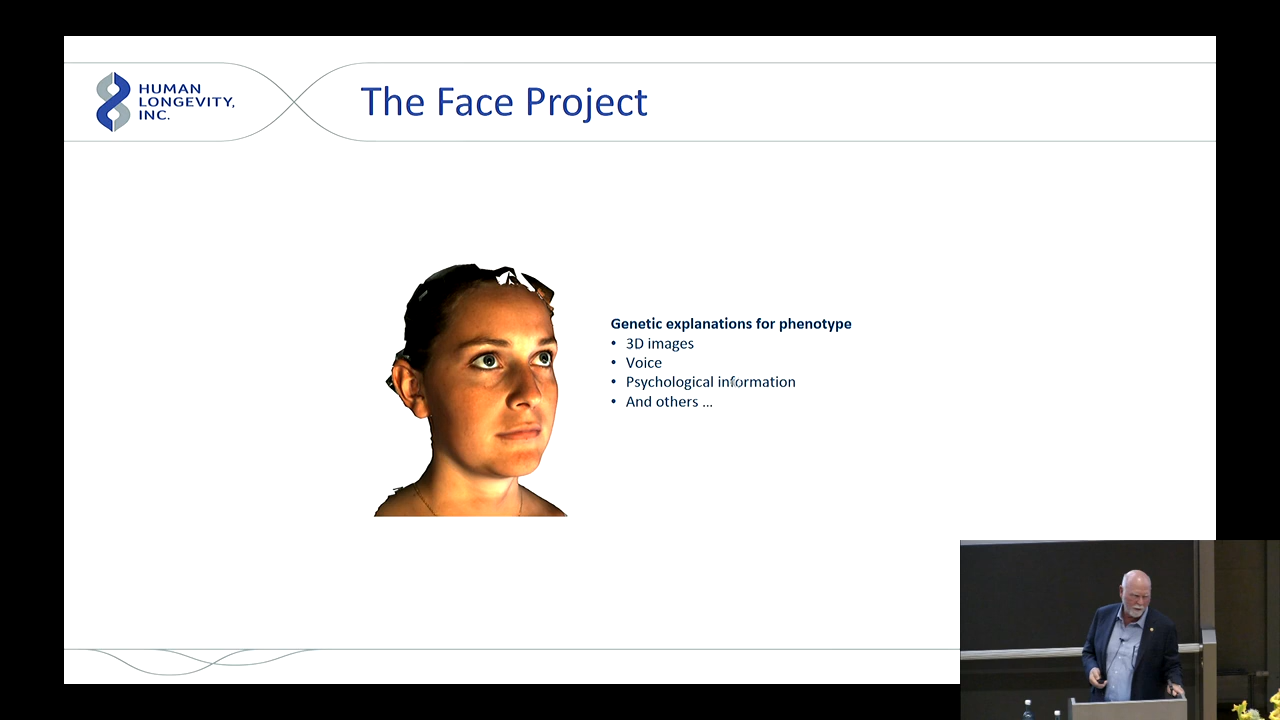 HUMAN
LONGEVITY,
INC.
The Face Project
Genetic explanations for phenotype
• 3D images
• Voice
• Psychological information
• And others ...